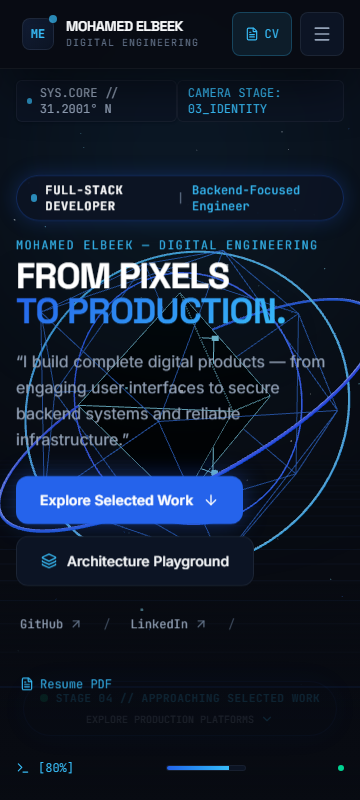 ME
MOHAMED ELBEEK
DIGITAL ENGINEERING
CV
SYS.CORE //
31.2001° N
CAMERA STAGE:
03_IDENTITY
FULL-STACK
DEVELOPER
|
Backend-Focused
Engineer
MOHAMED ELBEEK — DIGITAL ENGINEERING
FROM PIXELS
TO PRODUCTION.
“I build complete digital products — from
engaging user interfaces to secure
backend systems and reliable
infrastructure.”
Explore Selected Work ↓
Architecture Playground
GitHub ↗ / LinkedIn ↗ /
Resume PDF
STAGE 04 // APPROACHING SELECTED WORK
EXPLORE PRODUCTION PLATFORMS
>_ [80%]